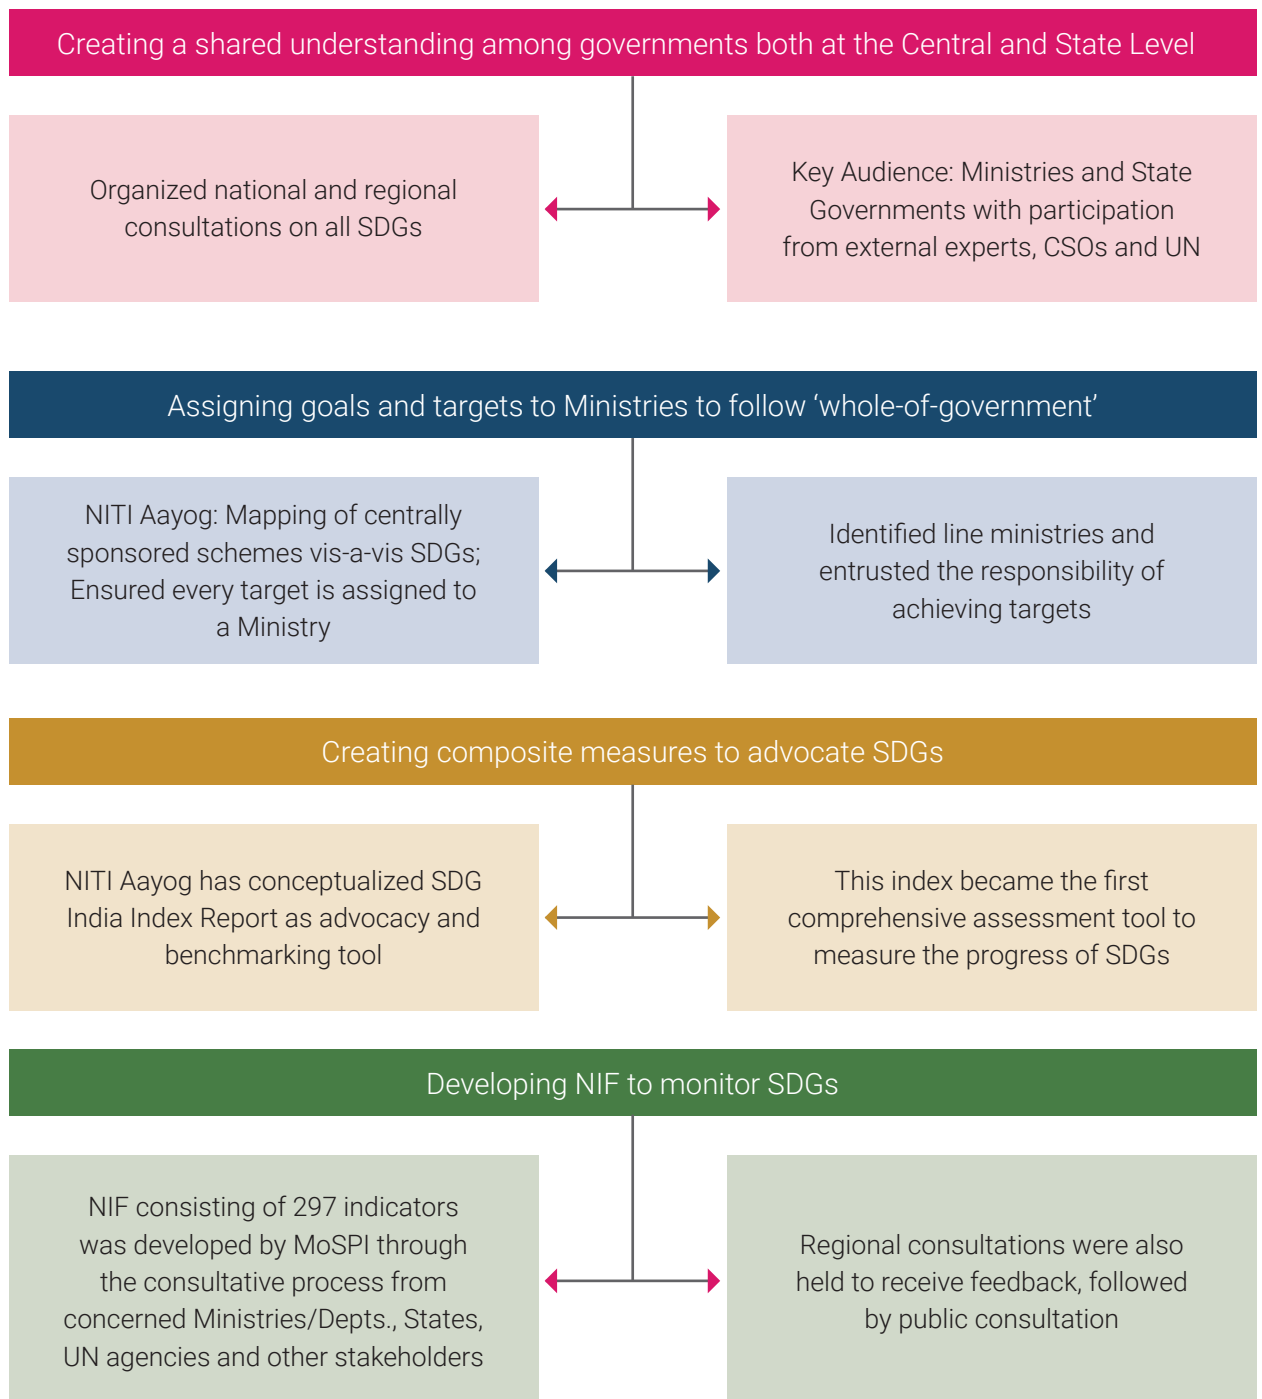 Creating a shared understanding among governments both at the Central and State Level
Organized national and regional
consultations on all SDGs
Key Audience: Ministries and State
Governments with participation
from external experts, CSOs and UN
Assigning goals and targets to Ministries to follow ‘whole-of-government’
NITI Aayog: Mapping of centrally
sponsored schemes vis-a-vis SDGs;
Ensured every target is assigned to
a Ministry
Identified line ministries and
entrusted the responsibility of
achieving targets
Creating composite measures to advocate SDGs
NITI Aayog has conceptualized SDG
India Index Report as advocacy and
benchmarking tool
This index became the first
comprehensive assessment tool to
measure the progress of SDGs
Developing NIF to monitor SDGs
NIF consisting of 297 indicators
was developed by MoSPI through
the consultative process from
concerned Ministries/Depts., States,
UN agencies and other stakeholders
Regional consultations were also
held to receive feedback, followed
by public consultation